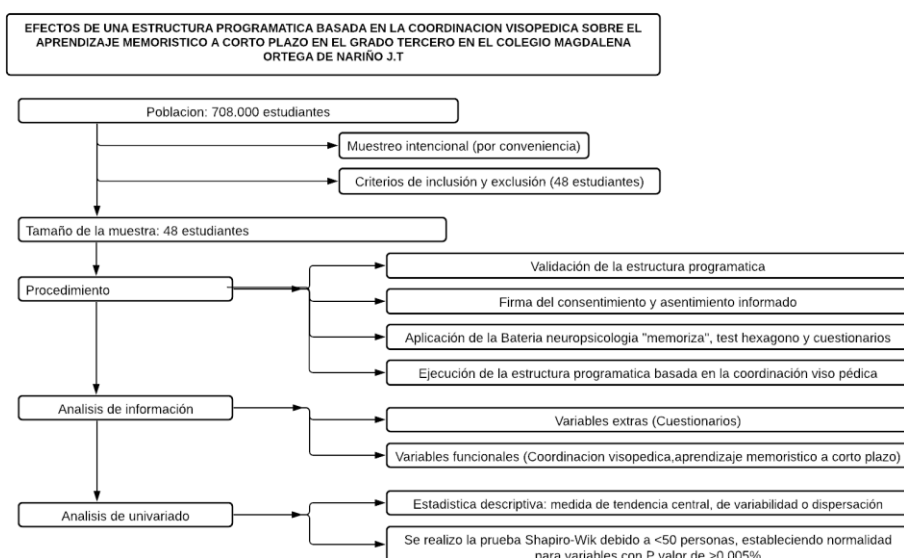 EFECTOS DE UNA ESTRUCTURA PROGRAMATICA BASADA EN LA COORDINACION VISOPEDICA SOBRE EL
APRENDIZAJE MEMORISTICO A CORTO PLAZO EN EL GRADO TERCERO EN EL COLEGIO MAGDALENA
ORTEGA DE NARIÑO J.T
Poblacion: 708.000 estudiantes
Muestreo intencional (por conveniencia)
Criterios de inclusión y exclusión (48 estudiantes)
Tamaño de la muestra: 48 estudiantes
Procedimiento
Validación de la estructura programatica
Firma del consentimiento y asentimiento informado
Aplicación de la Bateria neuropsicologia "memoriza", test hexagono y cuestionarios
Ejecución de la estructura programatica basada en la coordinación viso pédica
Analisis de información
Variables extras (Cuestionarios)
Variables funcionales (Coordinacion visopedica,aprendizaje memoristico a corto plazo)
Analisis de univariado
Estadistica descriptiva: medida de tendencia central, de variabilidad o dispersación
Se realizo la prueba Shapiro-Wik debido a <50 personas, estableciendo normalidad
para variables con P valor de >0.005%